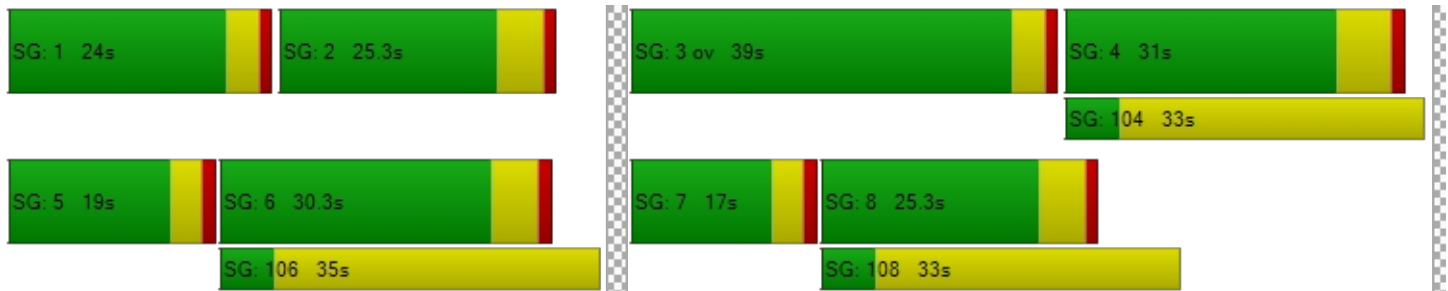 SG: 1 24s
SG: 2 25.3s
SG: 3 ov 39s
SG: 4 31s
SG: 104 33s
SG: 5 19s
SG: 6 30.3s
SG: 7 17s
SG: 8 25.3s
SG: 106 35s
SG: 108 33s